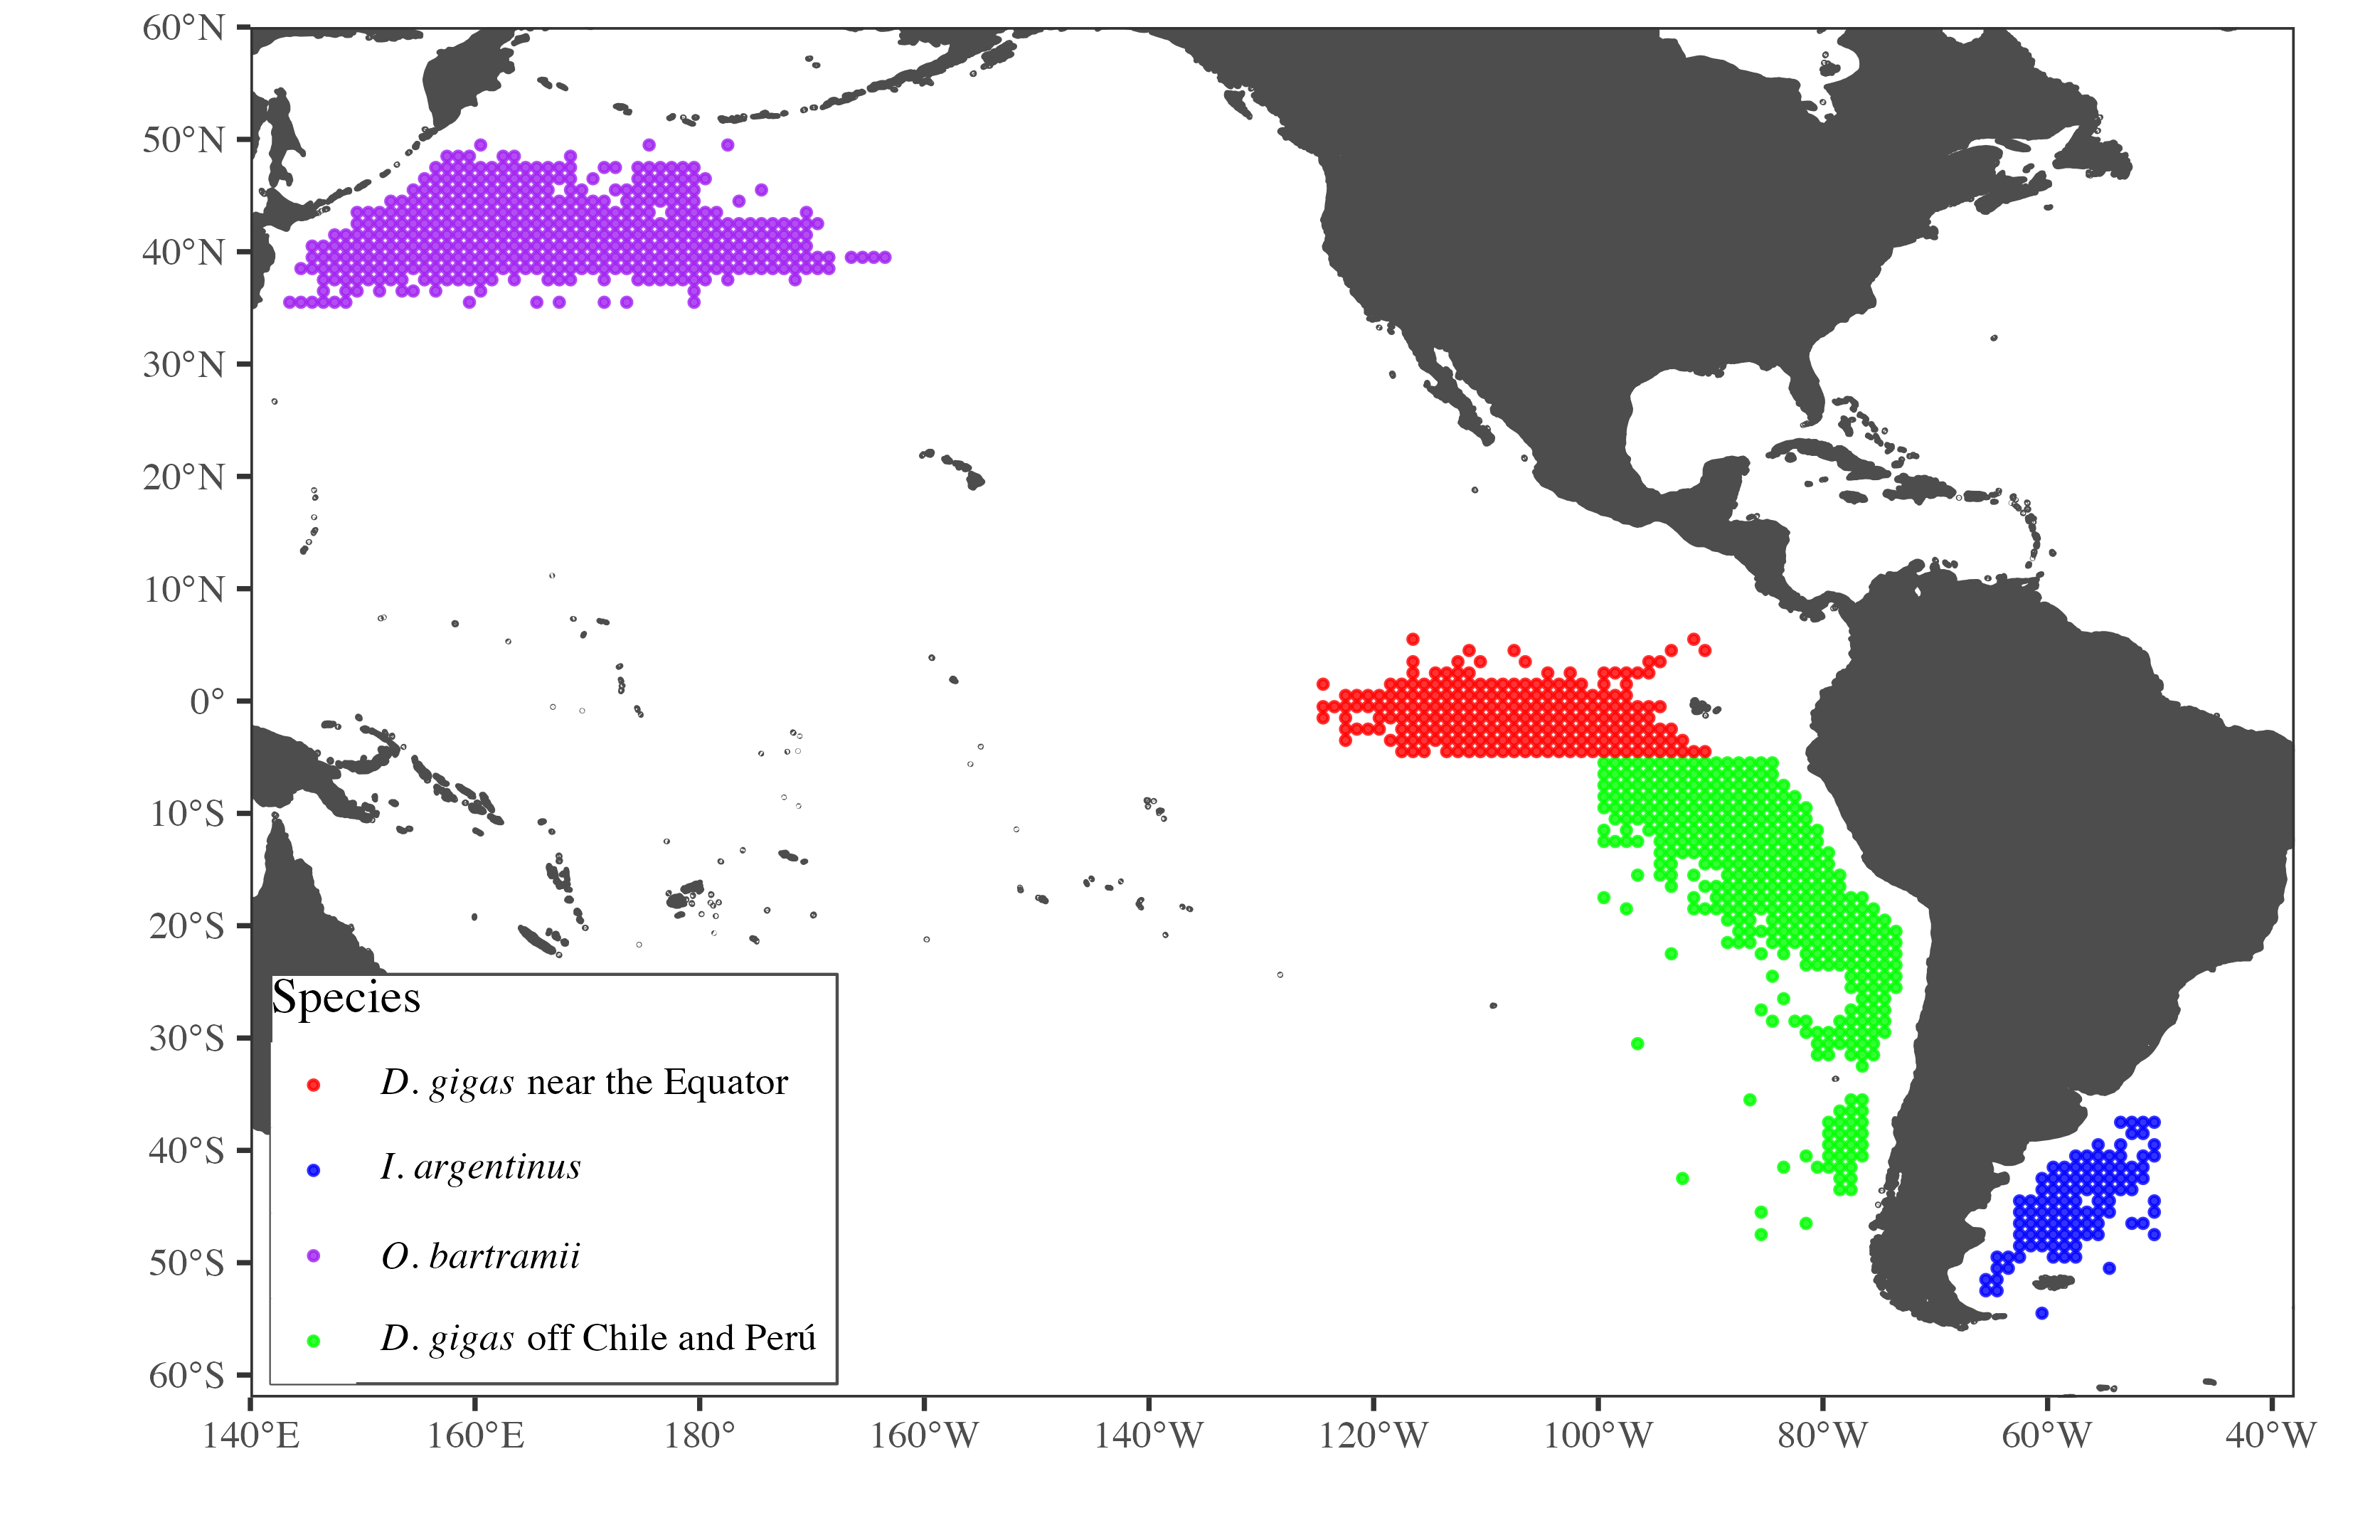 60°N
50°N
40°N
30°N
20°N
10°N
0°
10°S
20°S
30°S
40°S
50°S
60°S
Species
D. gigas near the Equator
I. argentinus
O. bartramii
D. gigas off Chile and Perú
140°E 160°E 180° 160°W 140°W 120°W 100°W 80°W 60°W 40°W